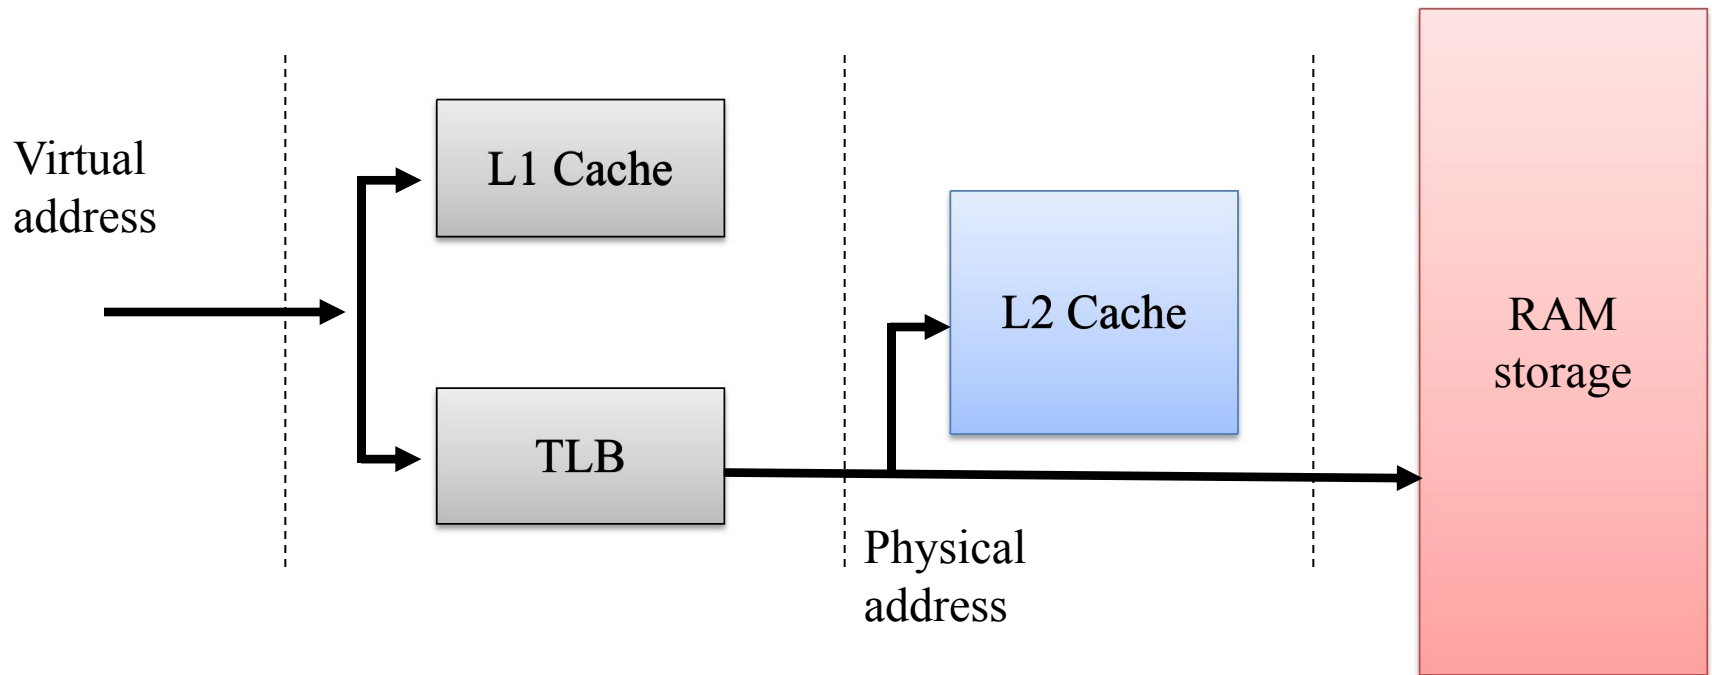 Virtual
address
L1 Cache
TLB
L2 Cache
Physical
address
RAM
storage